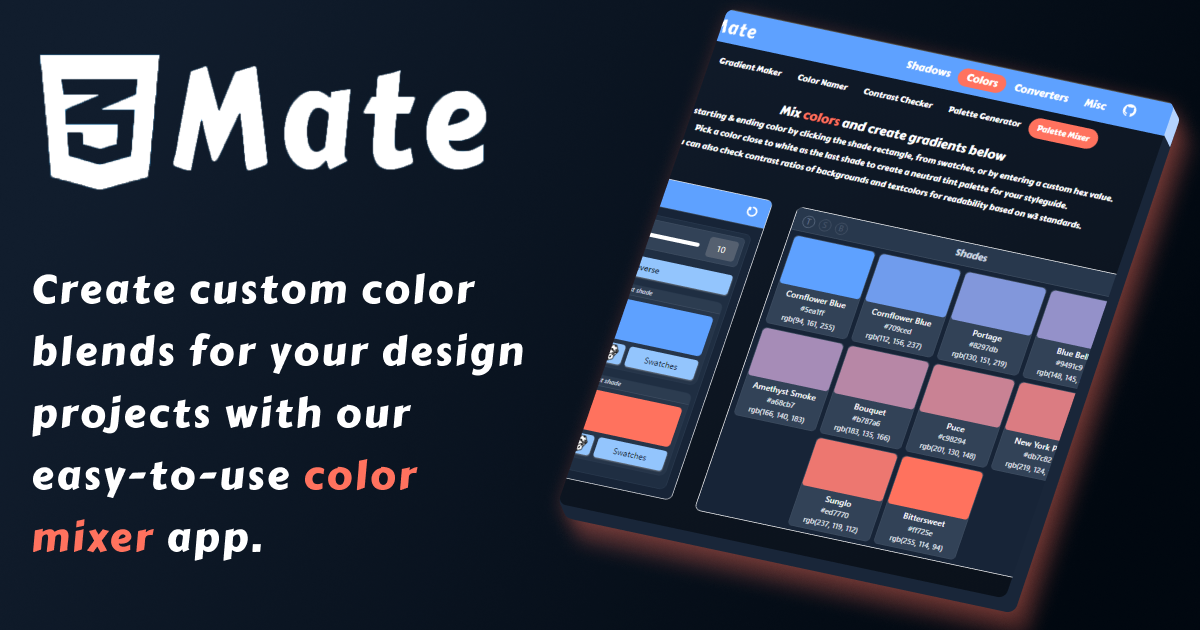 Mate
Create custom color
blends for your design
projects with our
easy-to-use color
mixer app.
Mate
Shadows Colors Converters Misc
Gradient Maker Color Namer Contrast Checker Palette Generator Palette Mixer
Mix colors and create gradients below
starting & ending color by clicking the shade rectangle, from swatches, or by entering a custom hex value.
Pick a color close to white as the last shade to create a neutral tint palette for your styleguide.
can also check contrast ratios of backgrounds and textcolors for readability based on w3 standards.
10
verse
shade
Swatches
shade
Swatches
T S B
Shades
Cornflower Blue
#5ea1ff
rgb(94, 161, 255)
Cornflower Blue
#709ced
rgb(112, 156, 237)
Portage
#8297db
rgb(130, 151, 219)
Blue Bell
#9491c9
rgb(148, 145,
Amethyst Smoke
#a68cb7
rgb(166, 140, 183)
Bouquet
#b787a6
rgb(183, 135, 166)
Puce
#c98294
rgb(201, 130, 148)
New York P
#db7c82
rgb(219, 124,
Sunglo
#ed7770
rgb(237, 119, 112)
Bittersweet
#ff725e
rgb(255, 114, 94)